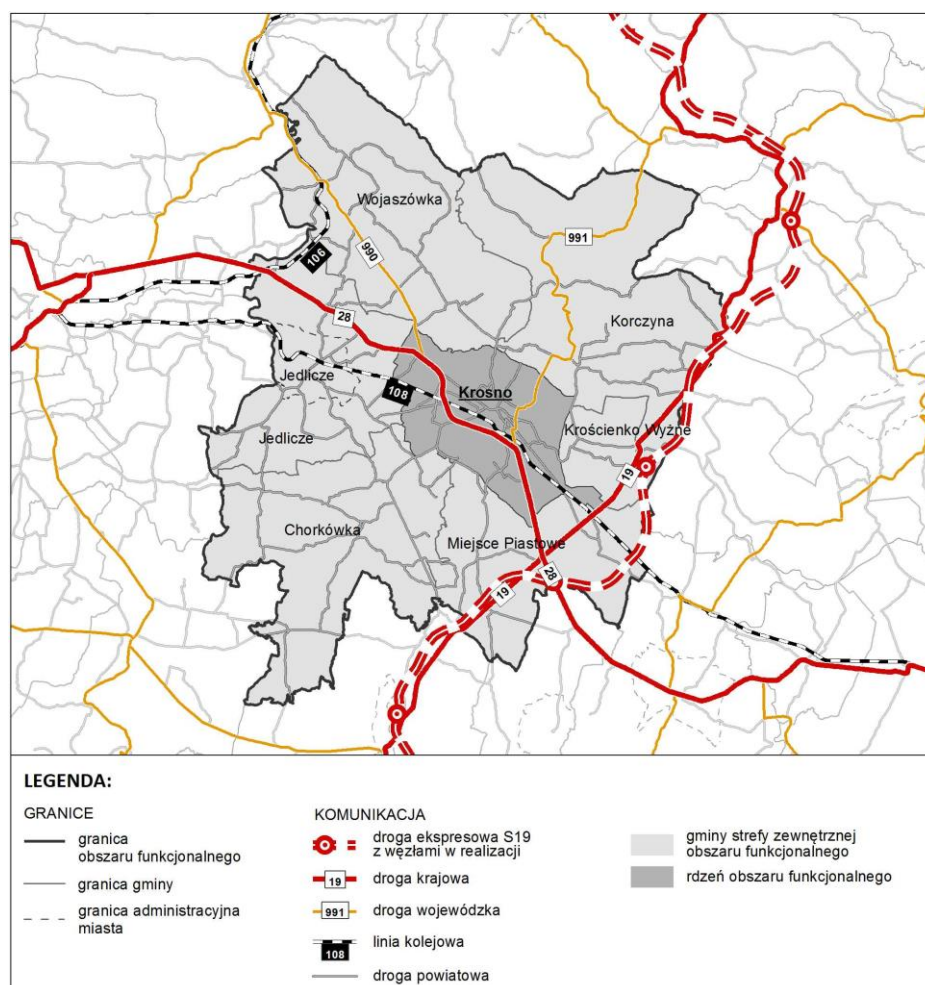 Wojaszówka
991
990
106
28
Korczyna
Jedlicze
108
Krosno
Jedlicze
Krościenko Wyżne
19
Chorkówka
Miejsce Piastowe
28
19
LEGENDA:
GRANICE
granica
obszaru funkcjonalnego
granica gminy
granica administracyjna
miasta
KOMUNIKACJA
droga ekspresowa S19
z węzłami w realizacji
19 droga krajowa
991 droga wojewódzka
linia kolejowa
108
droga powiatowa
gminy strefy zewnętrznej
obszaru funkcjonalnego
rdzeń obszaru funkcjonalnego